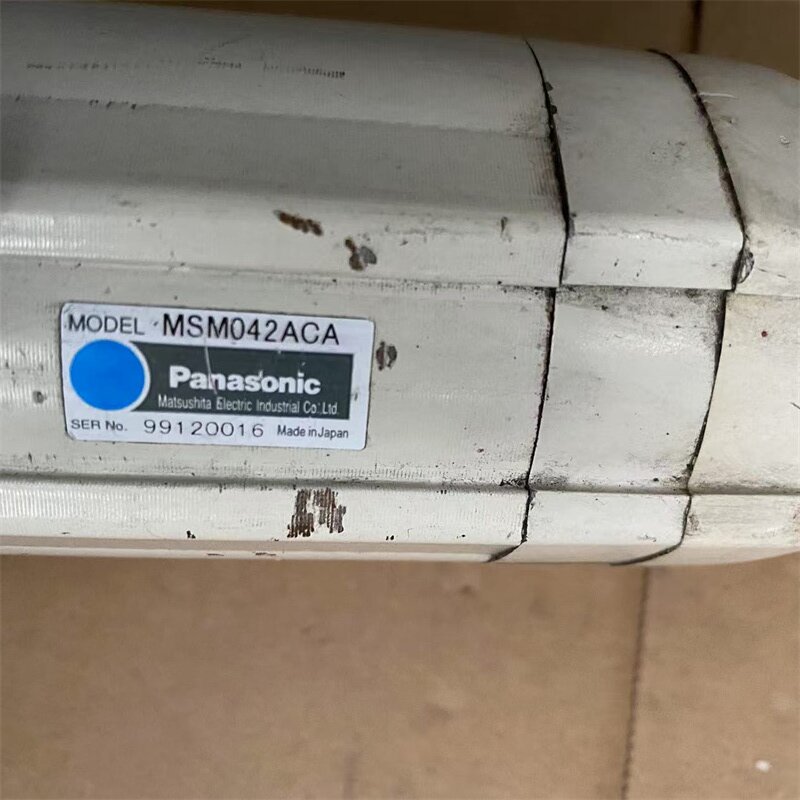 MODEL MSM042ACA
Panasonic
Matsushita Electric Industrial Co.,Ltd.
SER No. 99120016 Made in Japan